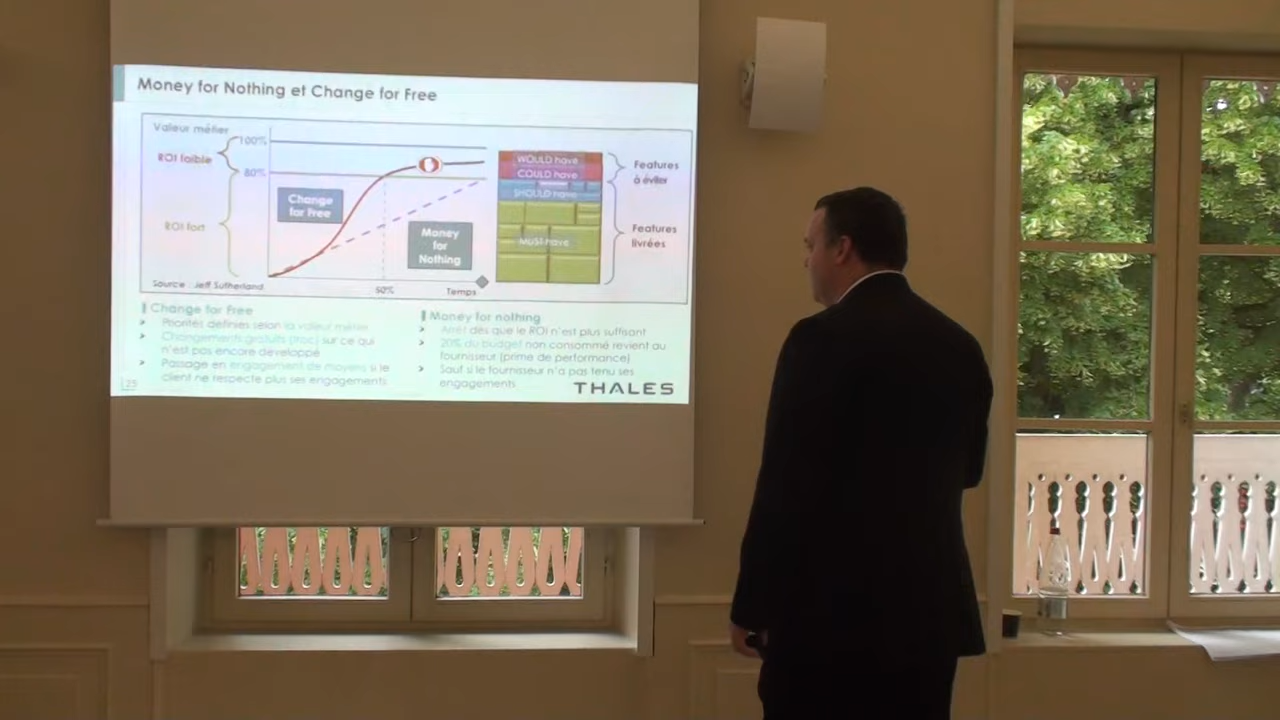 Money for Nothing et Change for Free
Valeur métier
100%
ROI faible
80%
ROI fort
Change
for Free
Money
for
Nothing
Source : Jeff Sutherland
50%
Temps
WOULD have
COULD have
SHOULD have
MUST have
Features
à éviter
Features
livrées
Change for Free
> Priorités définies selon la valeur métier
> Changements gratuits (troc) sur ce qui
n'est pas encore développé
> Passage en engagement de moyens si le
client ne respecte plus ses engagements
Money for nothing
> Arrêt dès que le ROI n'est plus suffisant
> 20% du budget non consommé revient au
fournisseur (prime de performance)
> Sauf si le fournisseur n'a pas tenu ses
engagements
25
THALES